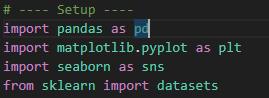 # ---- Setup ----
import pandas as pd
import matplotlib.pyplot as plt
import seaborn as sns
from sklearn import datasets